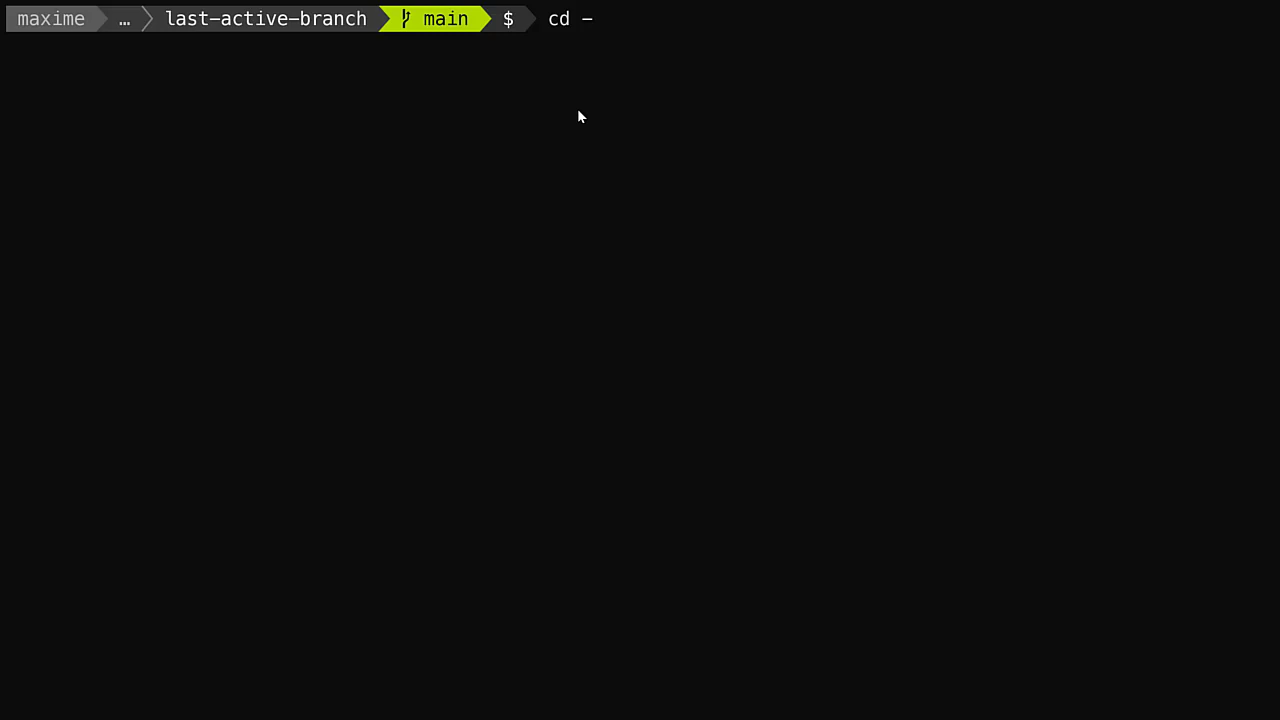 maxime … last-active-branch main $ cd -